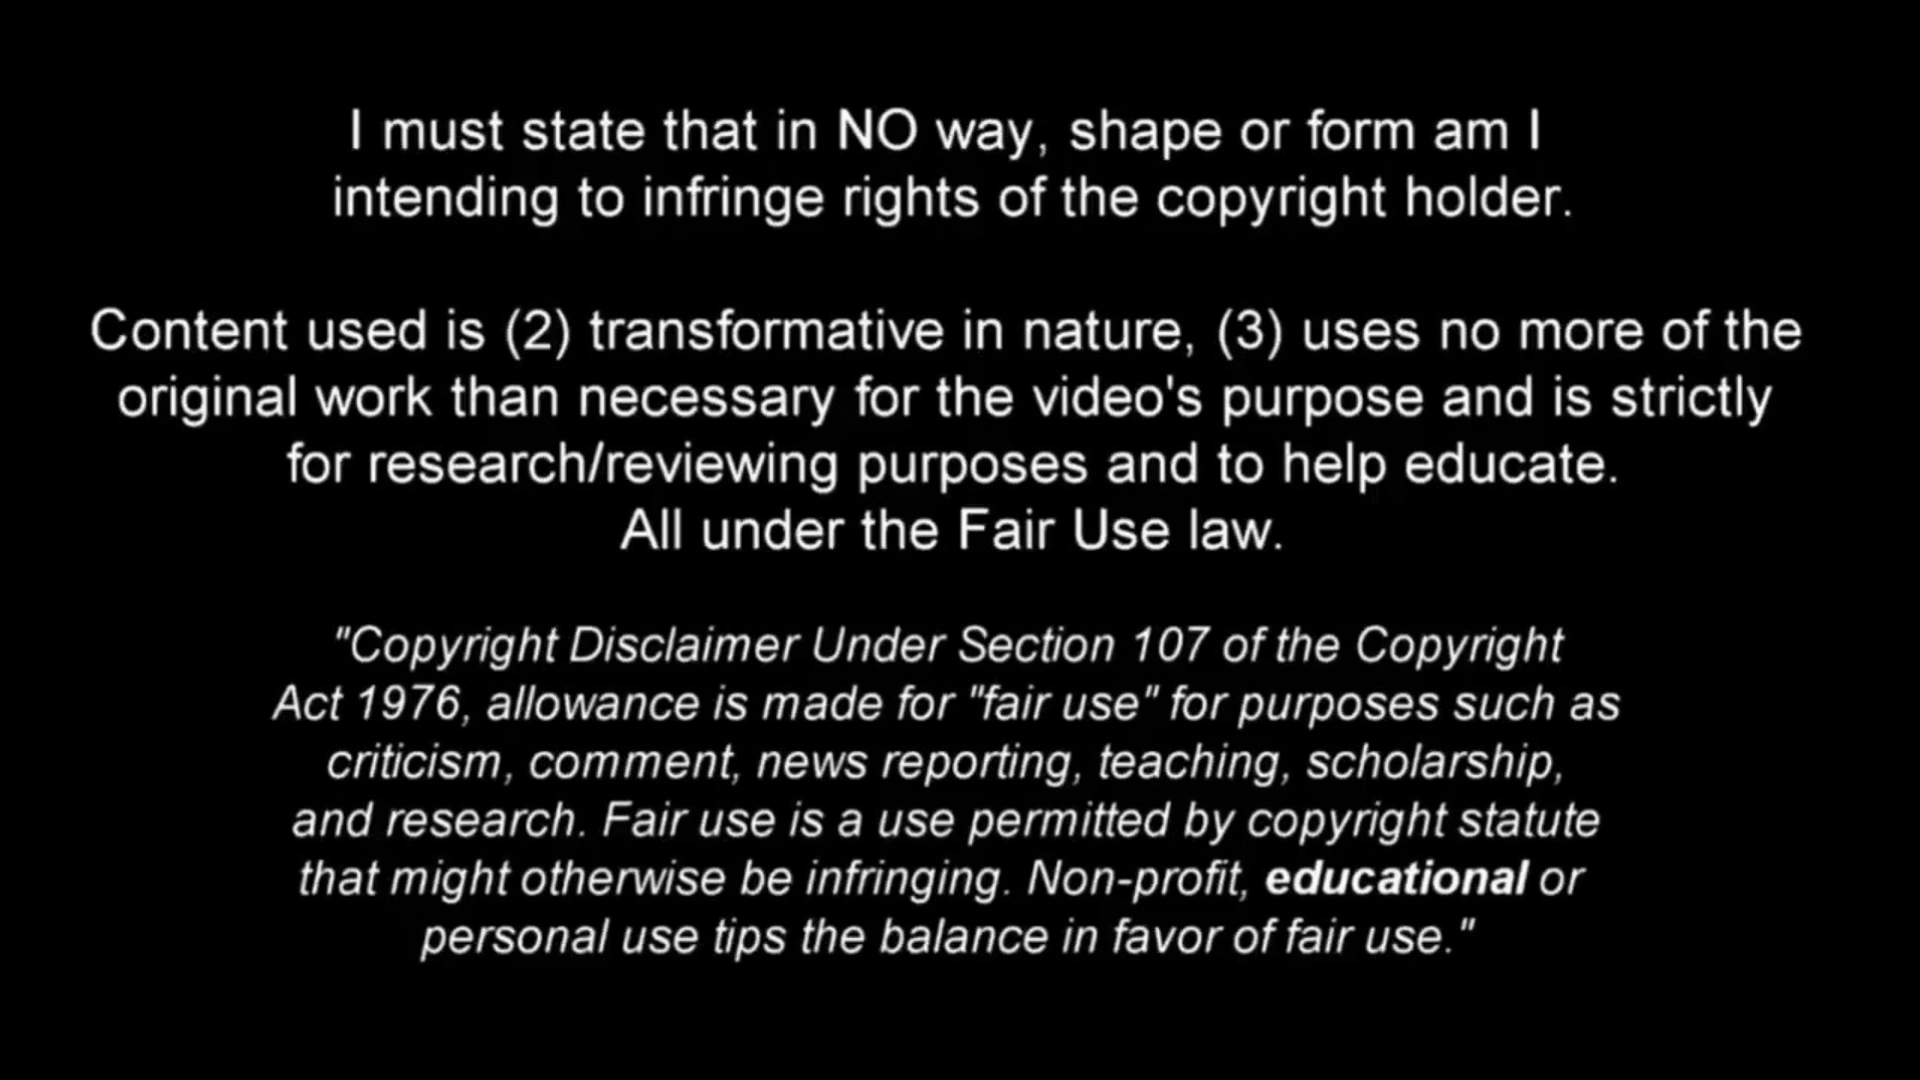 I must state that in NO way, shape or form am I
intending to infringe rights of the copyright holder.
Content used is (2) transformative in nature, (3) uses no more of the
original work than necessary for the video's purpose and is strictly
for research/reviewing purposes and to help educate.
All under the Fair Use law.
"Copyright Disclaimer Under Section 107 of the Copyright
Act 1976, allowance is made for "fair use" for purposes such as
criticism, comment, news reporting, teaching, scholarship,
and research. Fair use is a use permitted by copyright statute
that might otherwise be infringing. Non-profit, educational or
personal use tips the balance in favor of fair use."